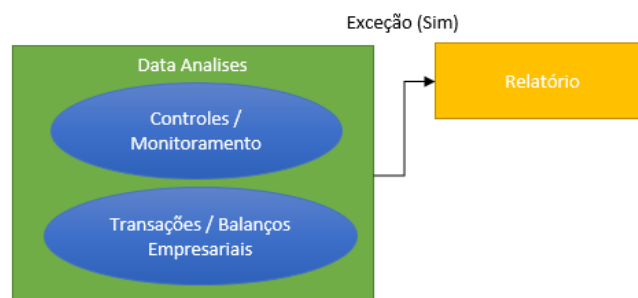 Exceção (Sim)
Data Analises
Relatório
Controles /
Monitoramento
Transações / Balanços
Empresariais